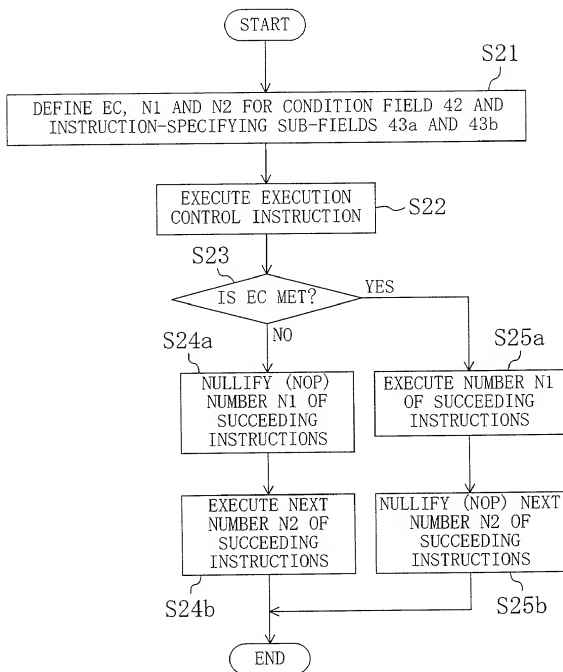 START
S21
DEFINE EC, N1 AND N2 FOR CONDITION FIELD 42 AND
INSTRUCTION-SPECIFYING SUB-FIELDS 43a AND 43b
EXECUTE EXECUTION
CONTROL INSTRUCTION
S22
S23
IS EC MET?
YES
NO
S24a
NULLIFY (NOP)
NUMBER N1 OF
SUCCEEDING
INSTRUCTIONS
S25a
EXECUTE NUMBER N1
OF SUCCEEDING
INSTRUCTIONS
EXECUTE NEXT
NUMBER N2 OF
SUCCEEDING
INSTRUCTIONS
S24b
NULLIFY (NOP) NEXT
NUMBER N2 OF
SUCCEEDING
INSTRUCTIONS
S25b
END